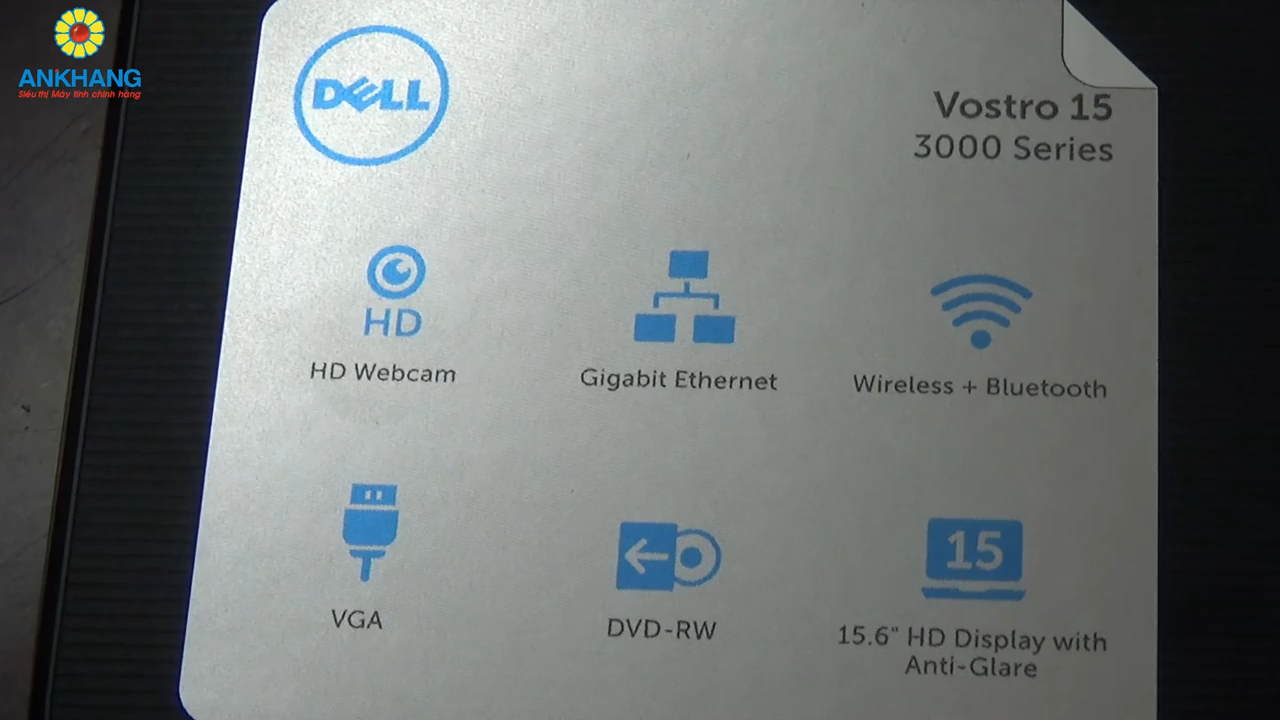 ANKHANG
Siêu thị Máy tính chính hãng
DELL
Vostro 15
3000 Series
HD
HD Webcam
Gigabit Ethernet
Wireless + Bluetooth
VGA
DVD-RW
15
15.6" HD Display with
Anti-Glare